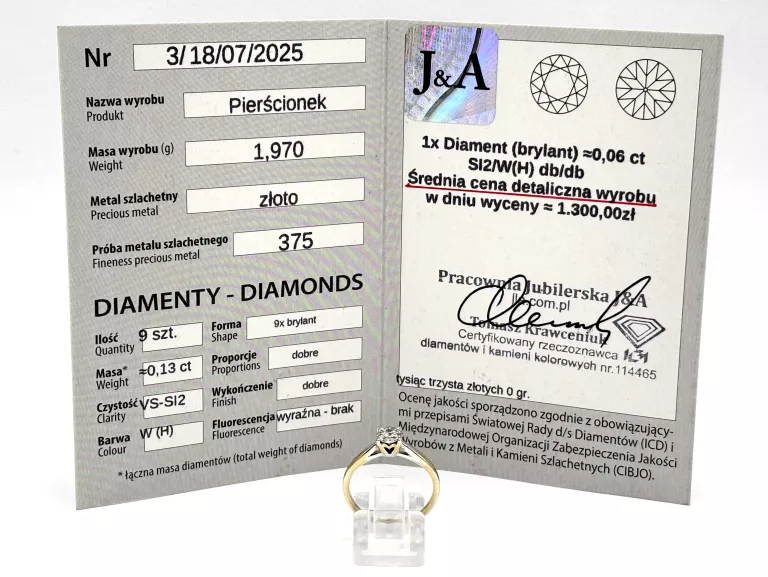 Nr 3/18/07/2025
Nazwa wyrobu Pierścionek
Produkt
Masa wyrobu (g) 1,970
Weight
Metal szlachetny złoto
Precious metal
Próba metalu szlachetnego 375
Fineness precious metal
DIAMENTY - DIAMONDS
Ilość 9 szt.
Quantity
Masa* ≈0,13 ct
Weight
Czystość VS-SI2
Clarity
Barwa W (H)
Colour
Forma 9x brylant
Shape
Proporcje dobre
Proportions
Wykończenie dobre
Finish
Fluorescencja wyraźna - brak
Fluorescence
* łączna masa diamentów (total weight of diamonds)
J&A
1x Diament (brylant) ≈0,06 ct
SI2/W(H) db/db
Średnia cena detaliczna wyrobu
w dniu wyceny ≈ 1.300,00zł
Pracownia Jubilerska J&A
.com.pl
Tomasz Krawceniuk
Certyfikowany rzeczoznawca
diamentów i kamieni kolorowych nr.114465
tysiąc trzysta złotych 0 gr.
Ocenę jakości sporządzono zgodnie z obowiązujący-
mi przepisami Światowej Rady d/s Diamentów (ICD) i
Międzynarodowej Organizacji Zabezpieczenia Jakości
Wyrobów z Metali i Kamieni Szlachetnych (CIBJO).